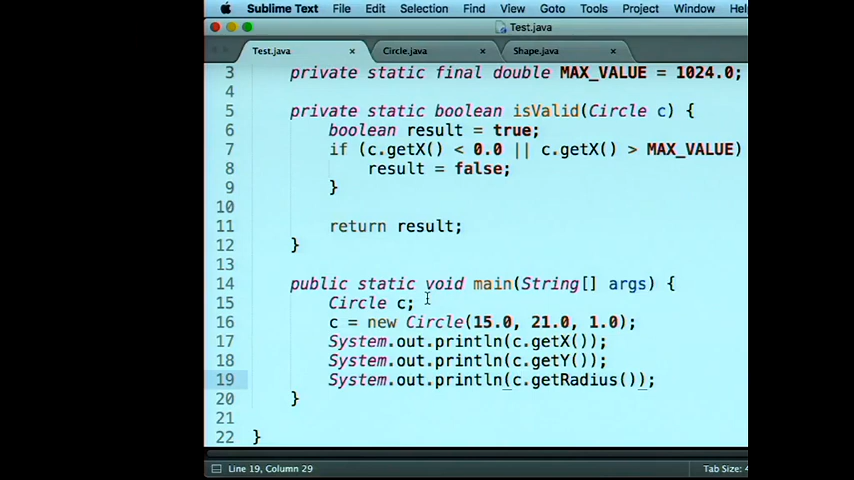 Sublime Text File Edit Selection Find View Goto Tools Project Window
Test.java
Test.java × Circle.java × Shape.java ×
3 private static final double MAX_VALUE = 1024.0;
4
5 private static boolean isValid(Circle c) {
6 boolean result = true;
7 if (c.getX() < 0.0 || c.getX() > MAX_VALUE)
8 result = false;
9 }
10
11 return result;
12 }
13
14 public static void main(String[] args) {
15 Circle c;
16 c = new Circle(15.0, 21.0, 1.0);
17 System.out.println(c.getX());
18 System.out.println(c.getY());
19 System.out.println(c.getRadius());
20 }
21
22 }
Line 19, Column 29 Tab Size: